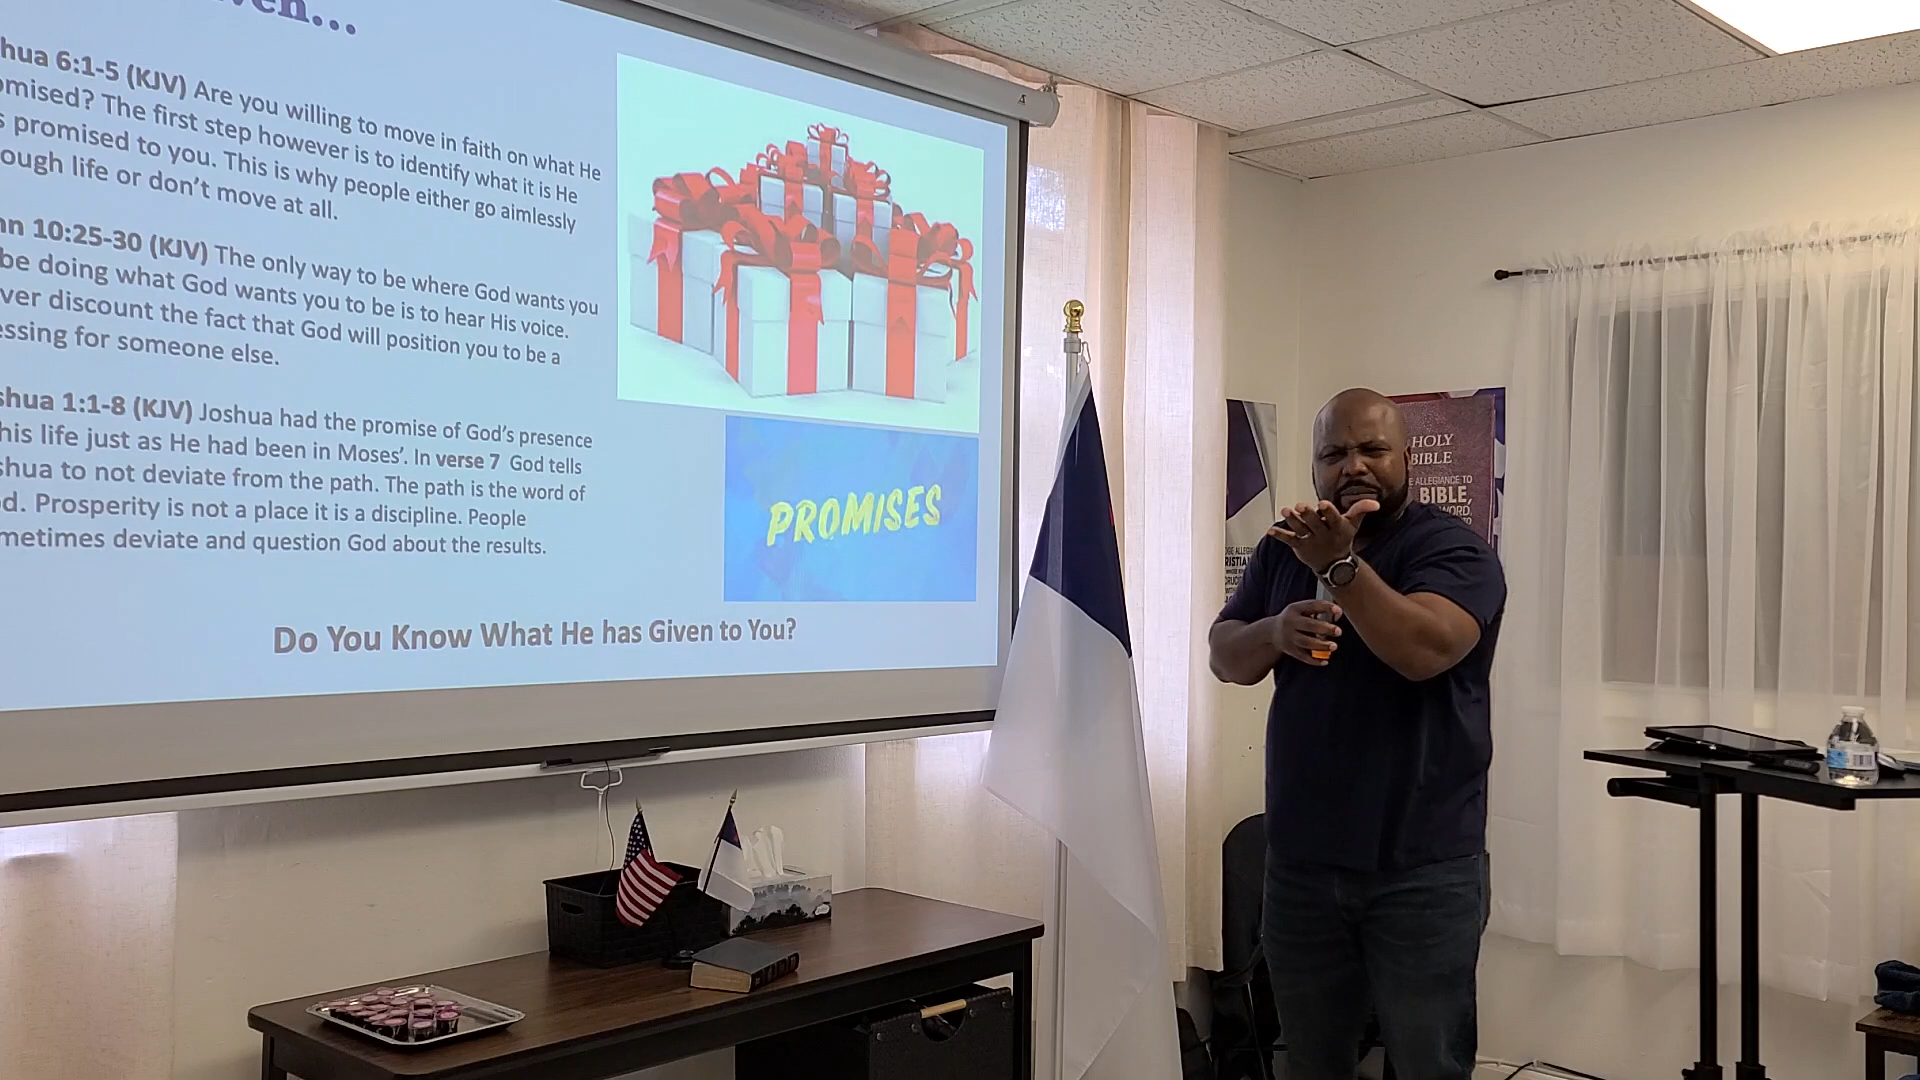 hua 6:1-5 (KJV) Are you willing to move in faith on what He
omised? The first step however is to identify what it is He
s promised to you. This is why people either go aimlessly
ough life or don't move at all.
hn 10:25-30 (KJV) The only way to be where God wants you
be doing what God wants you to be is to hear His voice.
ver discount the fact that God will position you to be a
essing for someone else.
shua 1:1-8 (KJV) Joshua had the promise of God's presence
his life just as He had been in Moses'. In verse 7 God tells
shua to not deviate from the path. The path is the word of
d. Prosperity is not a place it is a discipline. People
metimes deviate and question God about the results.
PROMISES
Do You Know What He has Given to You?
HOLY
BIBLE
ALLEGIANCE TO
BIBLE,
WORD.